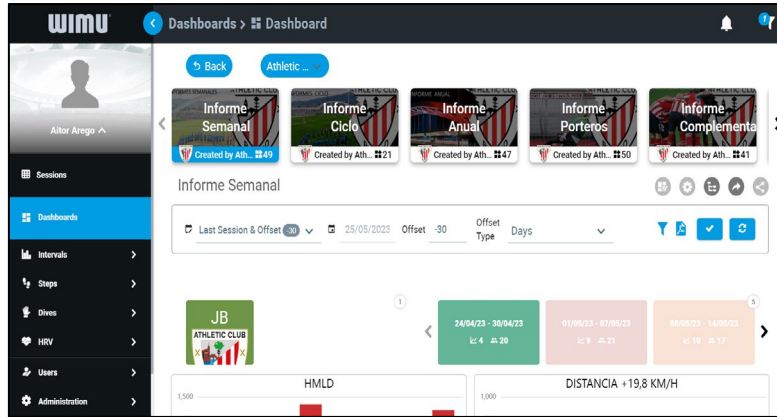 WIMU
Dashboards > Dashboard
1
Aitor Arego
Sessions
Dashboards
Intervals
Steps
Dives
HRV
Users
Administration
Back
Athletic ...
Informe Semanal
Created by Ath... 49
Informe Ciclo
Created by Ath... 21
Informe Anual
Created by Ath... 47
Informe Porteros
Created by Ath... 50
Informe Complementa
Created by Ath... 41
Informe Semanal
Last Session & Offset -30
25/05/2023
Offset -30
Offset Type Days
1
5
JB
ATHLETIC CLUB
24/04/23 - 30/04/23
4 20
01/05/23 - 07/05/23
9 21
08/05/23 - 14/05/23
10 17
HMLD
1,500
DISTANCIA +19,8 KM/H
1,000